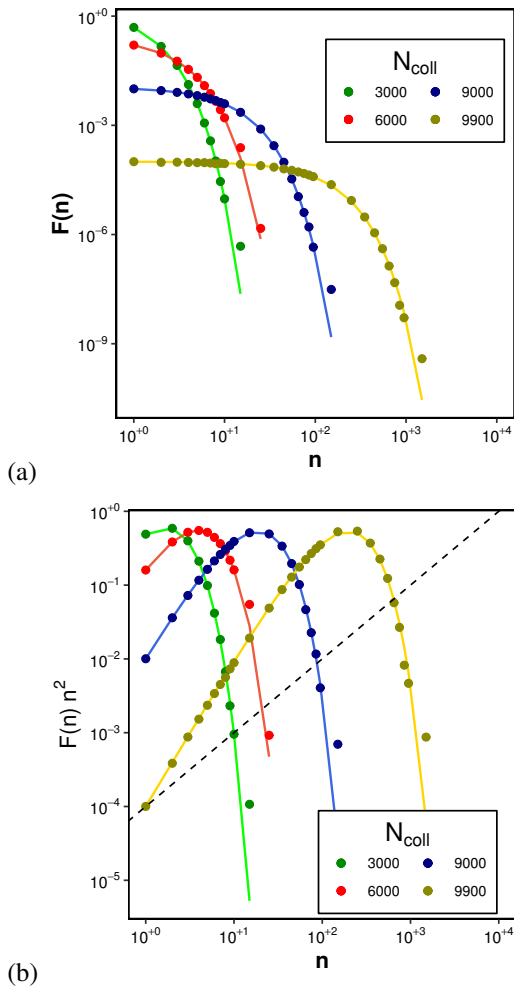 10⁺⁰
10⁻³
10⁻⁶
10⁻⁹
F(n)
N_coll
3000 9000
6000 9900
10⁺⁰ 10⁺¹ 10⁺² 10⁺³ 10⁺⁴
n
(a)
10⁺⁰
10⁻¹
10⁻²
10⁻³
10⁻⁴
10⁻⁵
F(n) n²
N_coll
3000 9000
6000 9900
10⁺⁰ 10⁺¹ 10⁺² 10⁺³ 10⁺⁴
n
(b)